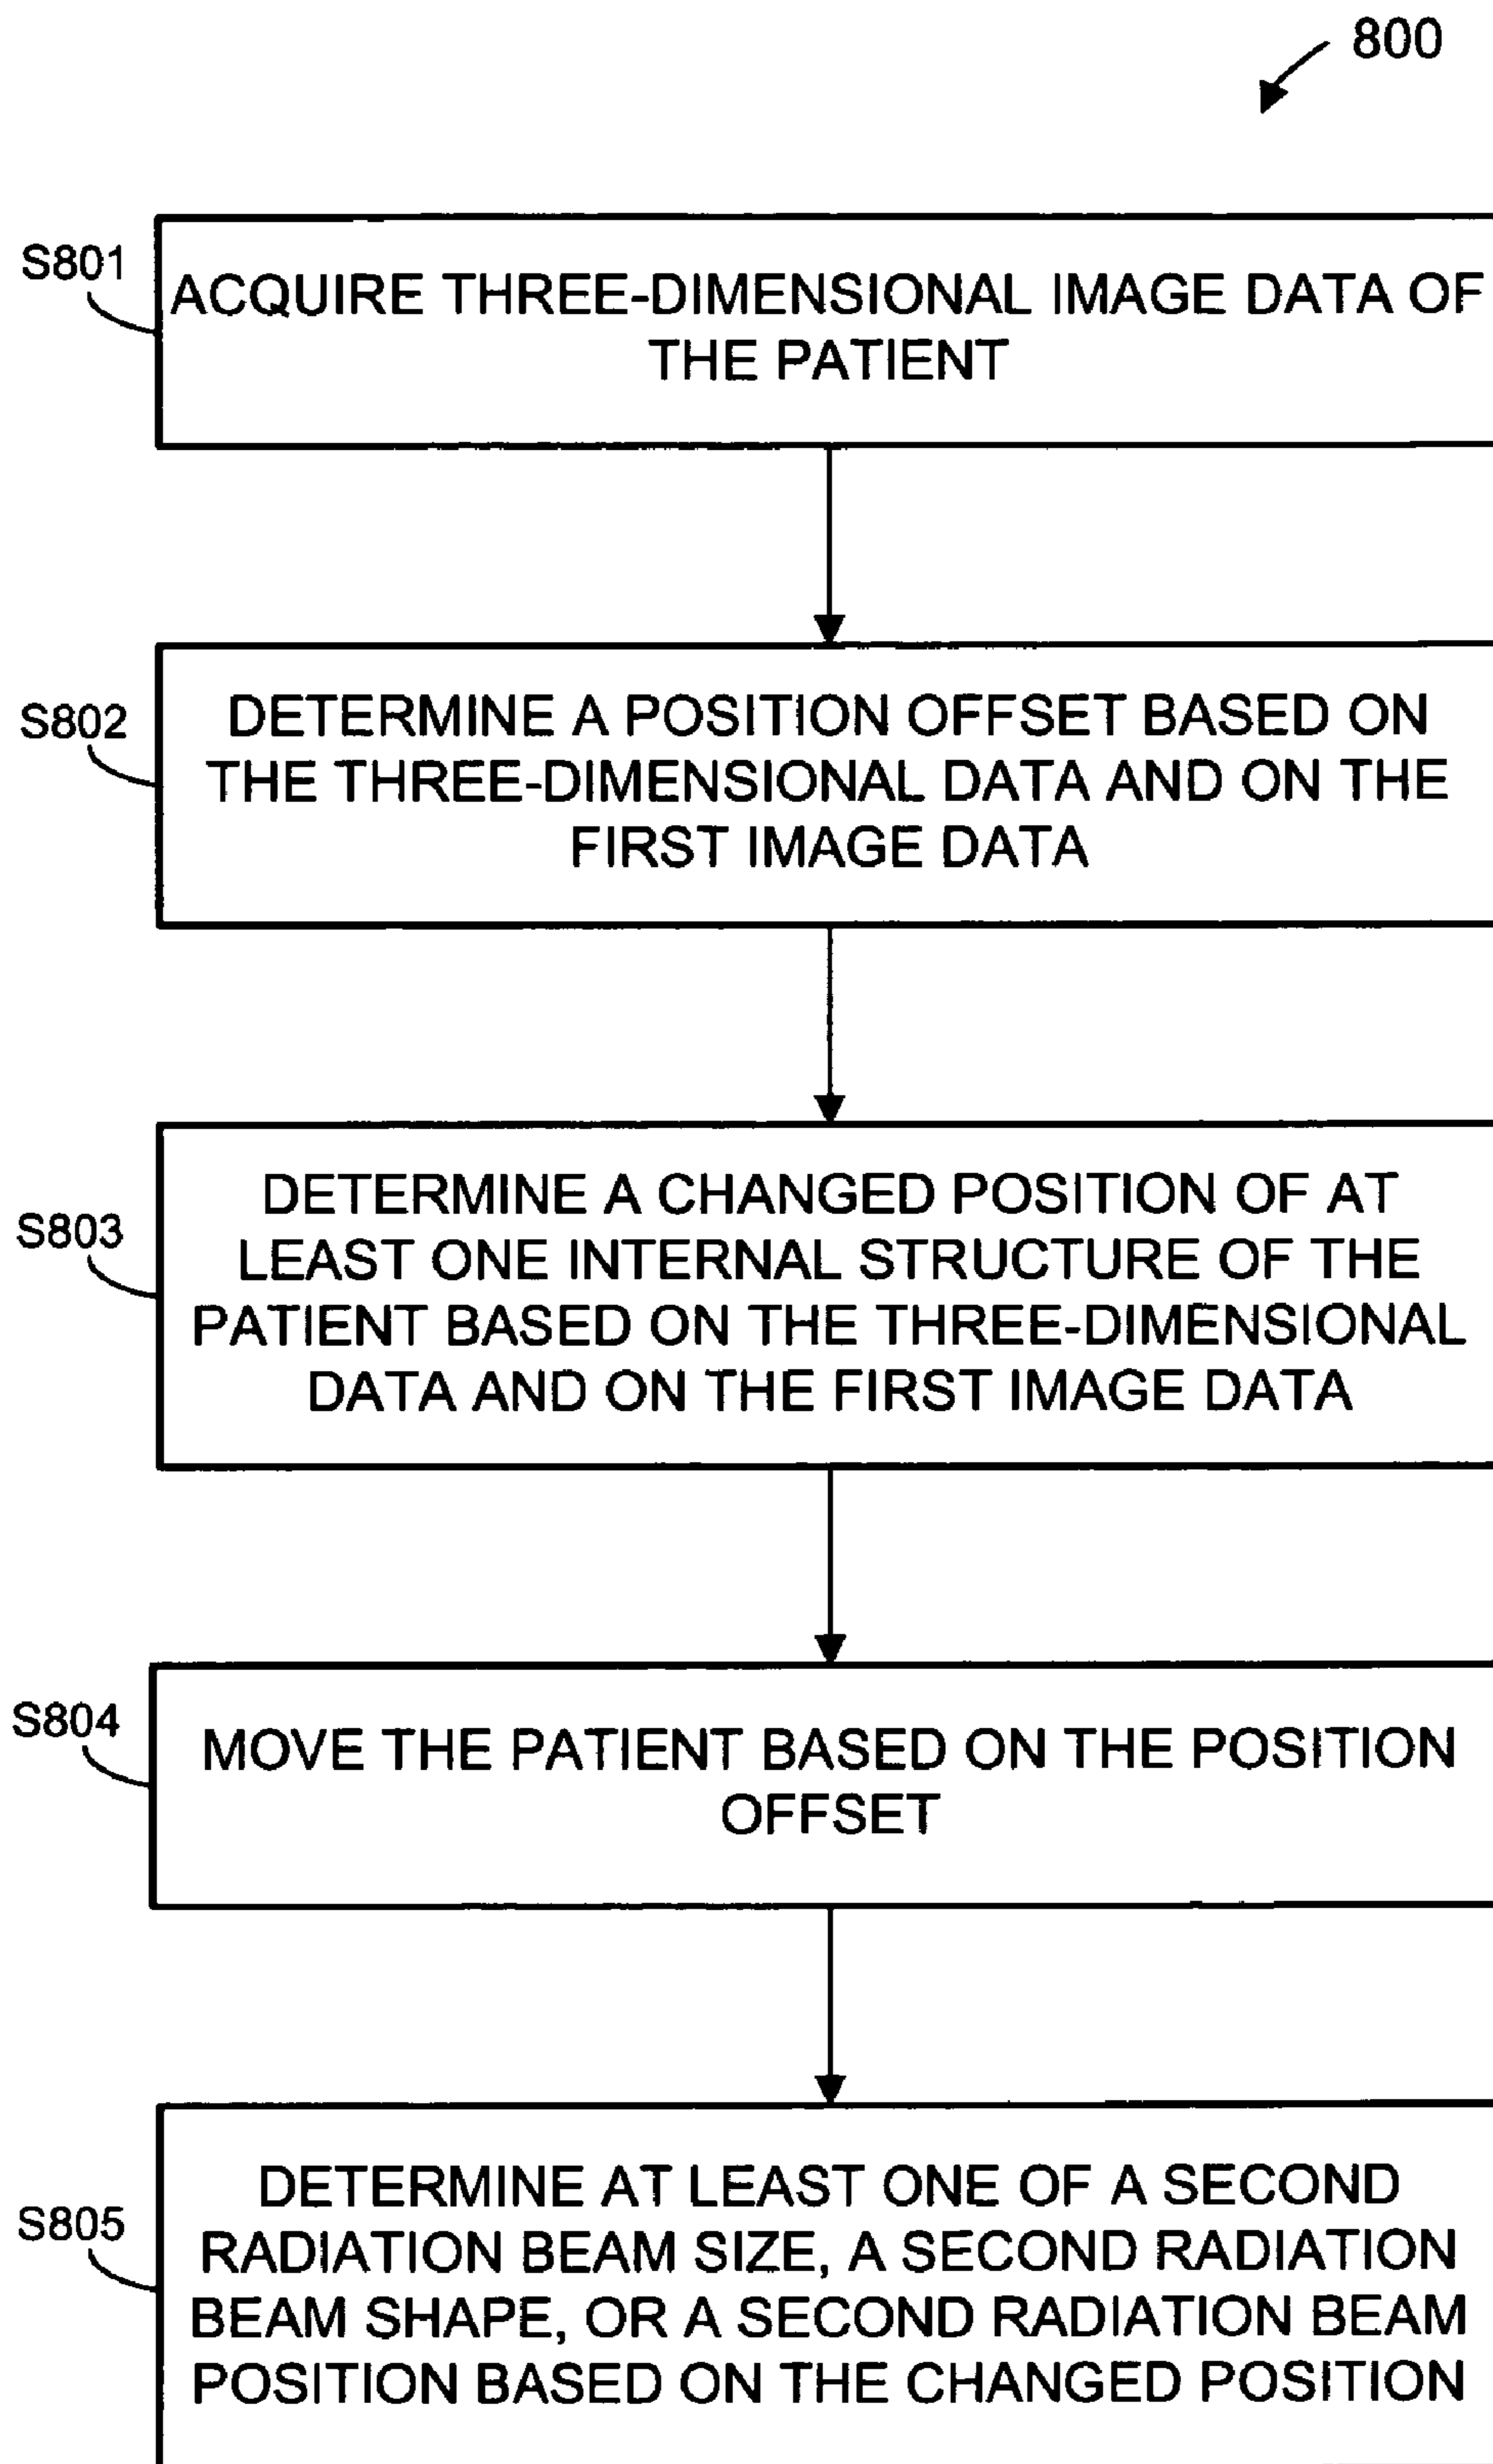 800
S801
ACQUIRE THREE-DIMENSIONAL IMAGE DATA OF
THE PATIENT
S802
DETERMINE A POSITION OFFSET BASED ON
THE THREE-DIMENSIONAL DATA AND ON THE
FIRST IMAGE DATA
S803
DETERMINE A CHANGED POSITION OF AT
LEAST ONE INTERNAL STRUCTURE OF THE
PATIENT BASED ON THE THREE-DIMENSIONAL
DATA AND ON THE FIRST IMAGE DATA
S804
MOVE THE PATIENT BASED ON THE POSITION
OFFSET
S805
DETERMINE AT LEAST ONE OF A SECOND
RADIATION BEAM SIZE, A SECOND RADIATION
BEAM SHAPE, OR A SECOND RADIATION BEAM
POSITION BASED ON THE CHANGED POSITION